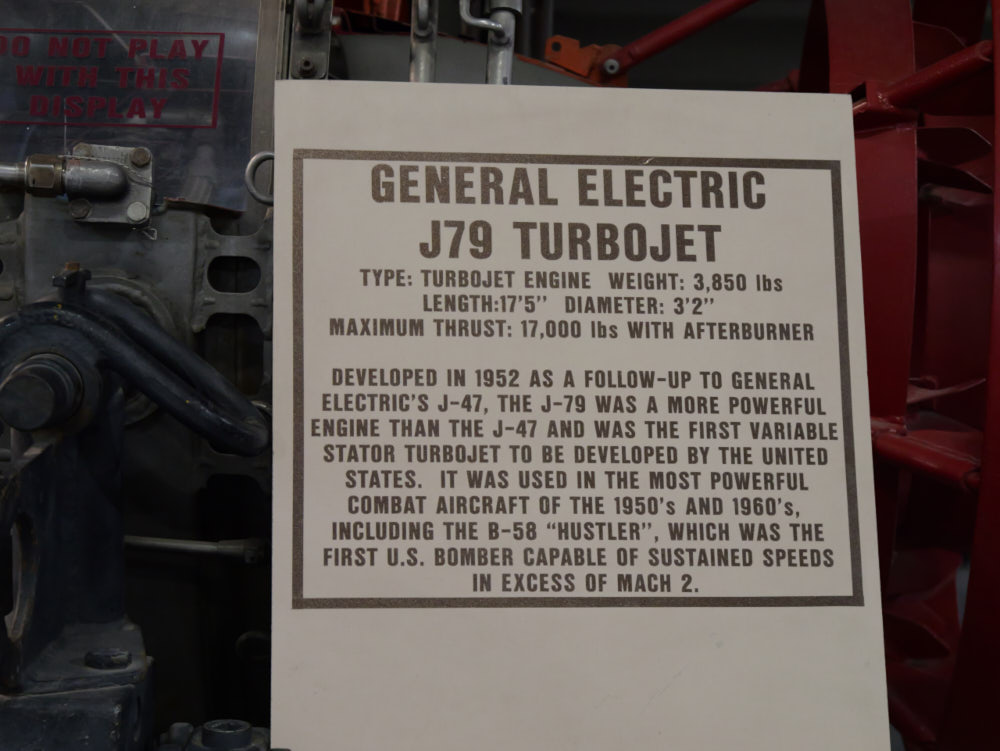 DO NOT PLAY
WITH THIS
DISPLAY
GENERAL ELECTRIC
J79 TURBOJET
TYPE: TURBOJET ENGINE WEIGHT: 3,850 lbs
LENGTH:17'5" DIAMETER: 3'2"
MAXIMUM THRUST: 17,000 lbs WITH AFTERBURNER
DEVELOPED IN 1952 AS A FOLLOW-UP TO GENERAL
ELECTRIC'S J-47, THE J-79 WAS A MORE POWERFUL
ENGINE THAN THE J-47 AND WAS THE FIRST VARIABLE
STATOR TURBOJET TO BE DEVELOPED BY THE UNITED
STATES. IT WAS USED IN THE MOST POWERFUL
COMBAT AIRCRAFT OF THE 1950's AND 1960's,
INCLUDING THE B-58 "HUSTLER", WHICH WAS THE
FIRST U.S. BOMBER CAPABLE OF SUSTAINED SPEEDS
IN EXCESS OF MACH 2.